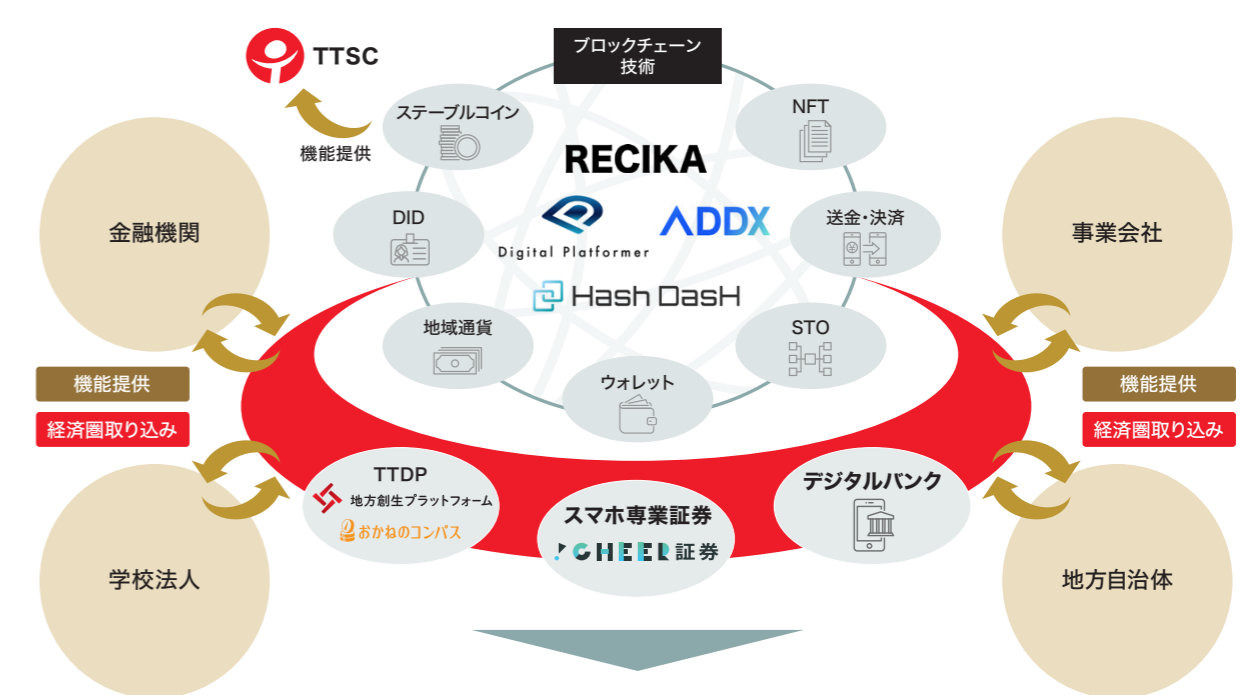 TTSC
ブロックチェーン
技術
ステーブルコイン
NFT
機能提供
RECIKA
金融機関
DID
Digital Platformer
ADDX
送金・決済
事業会社
Hash DasH
地域通貨
STO
ウォレット
機能提供
経済圏取り込み
機能提供
経済圏取り込み
TTDP
地方創生プラットフォーム
おかねのコンパス
スマホ専業証券
CHEER証券
デジタルバンク
学校法人
地方自治体